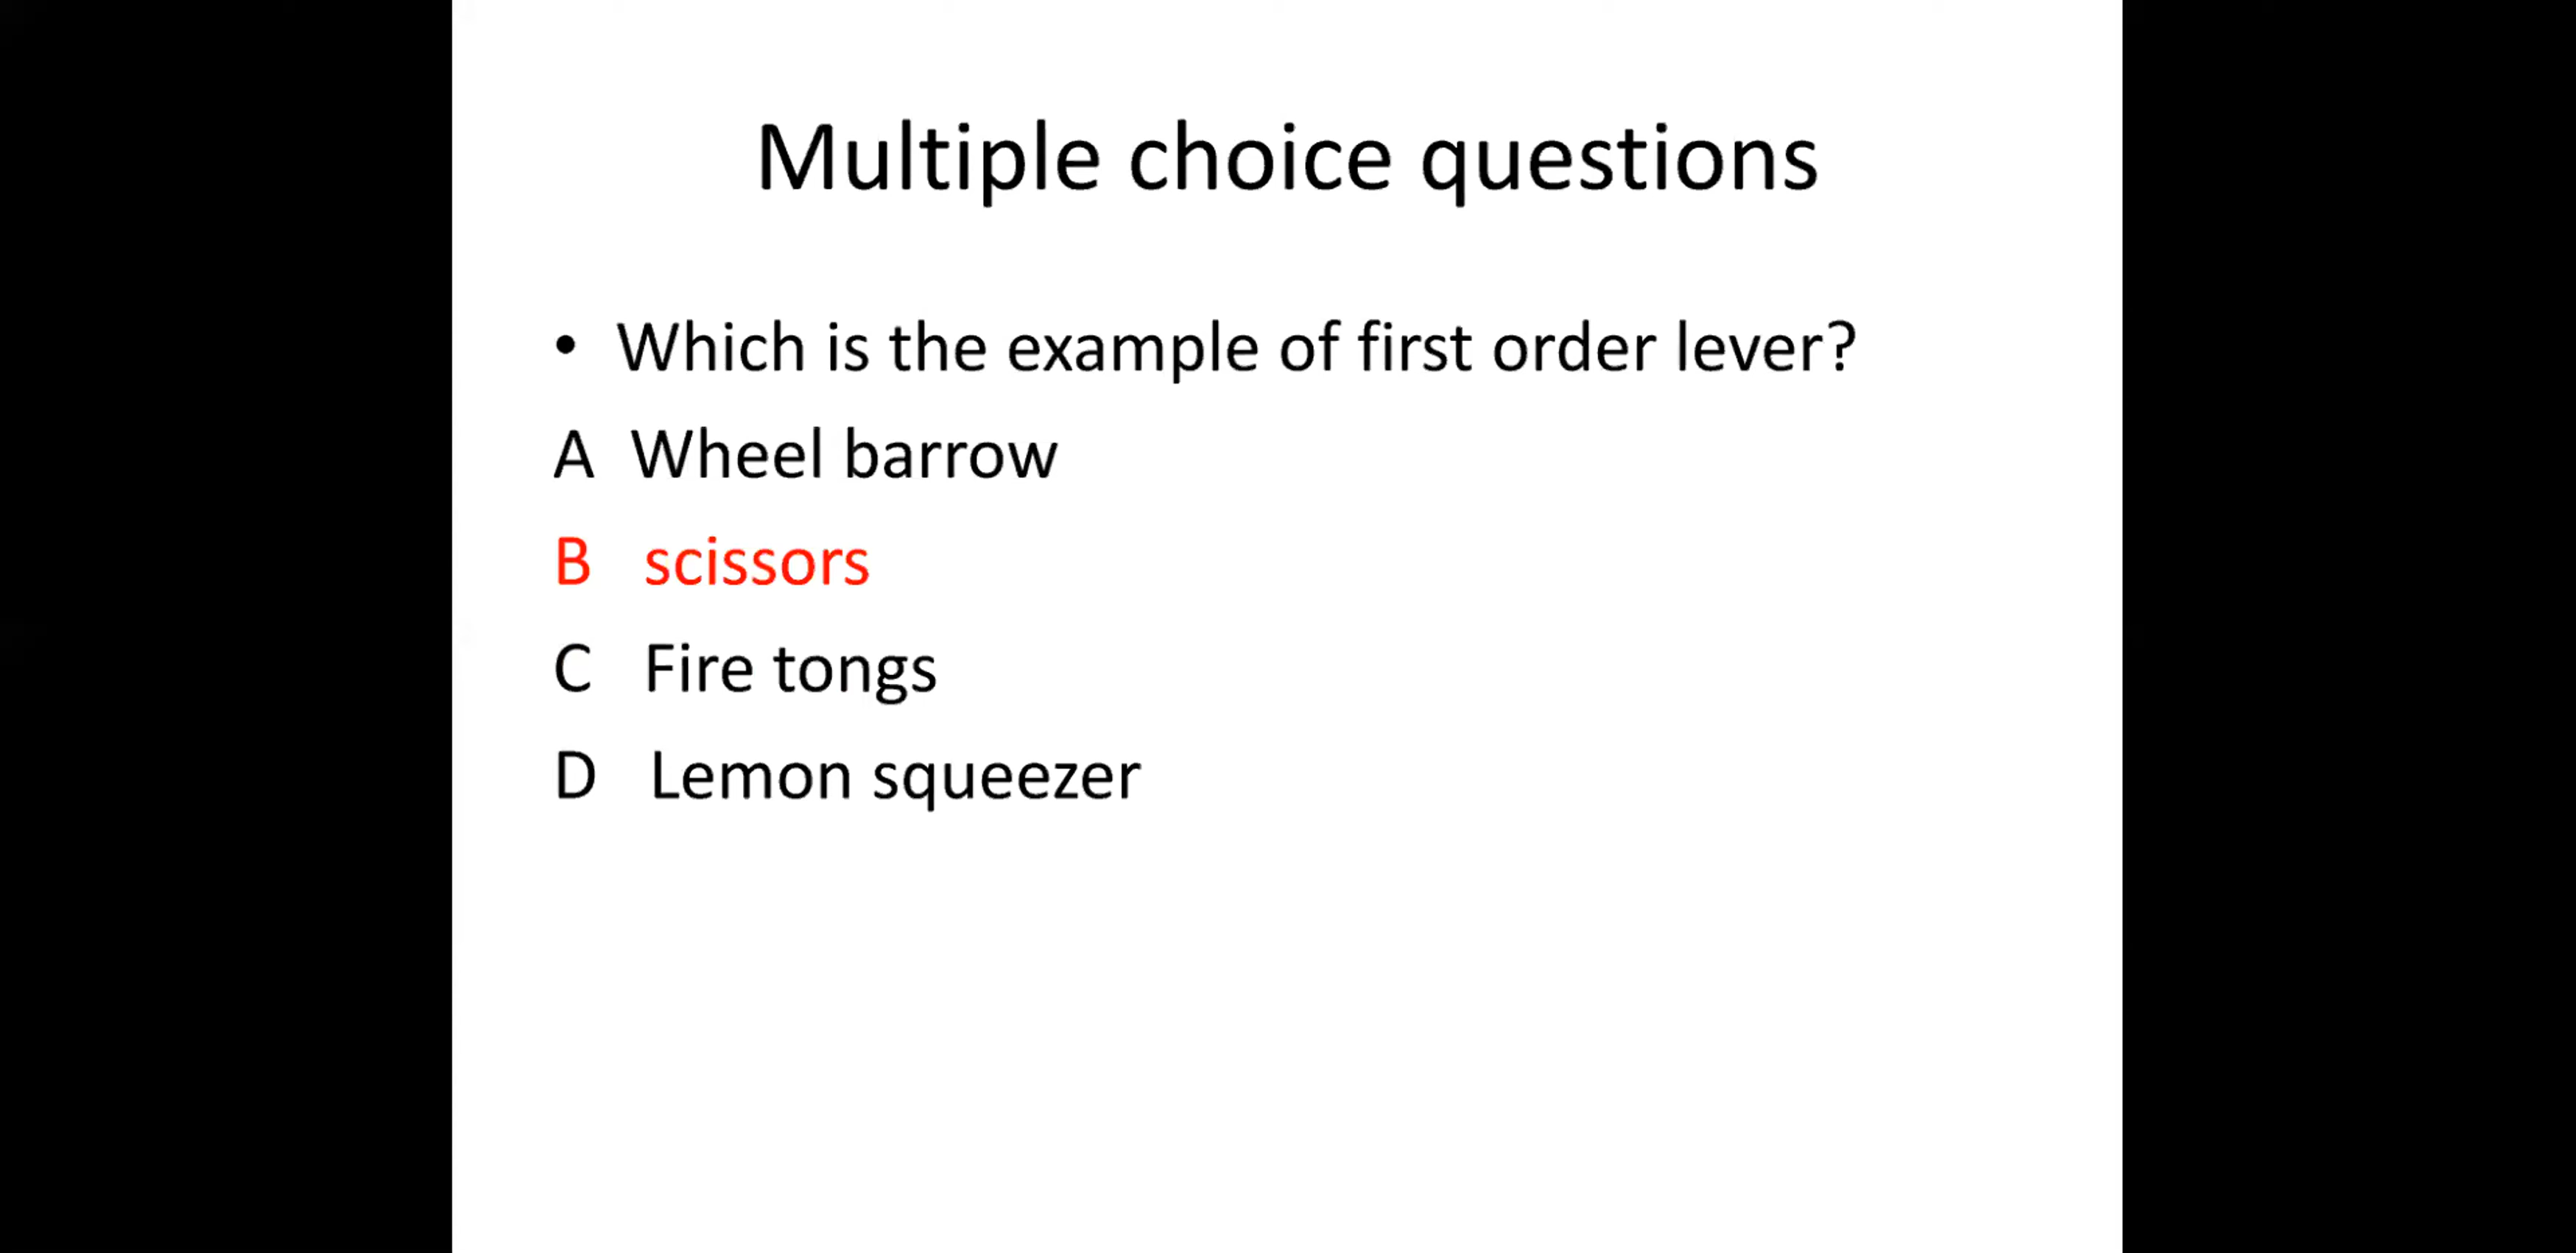 Multiple choice questions
• Which is the example of first order lever?
A Wheel barrow
B scissors
C Fire tongs
D Lemon squeezer